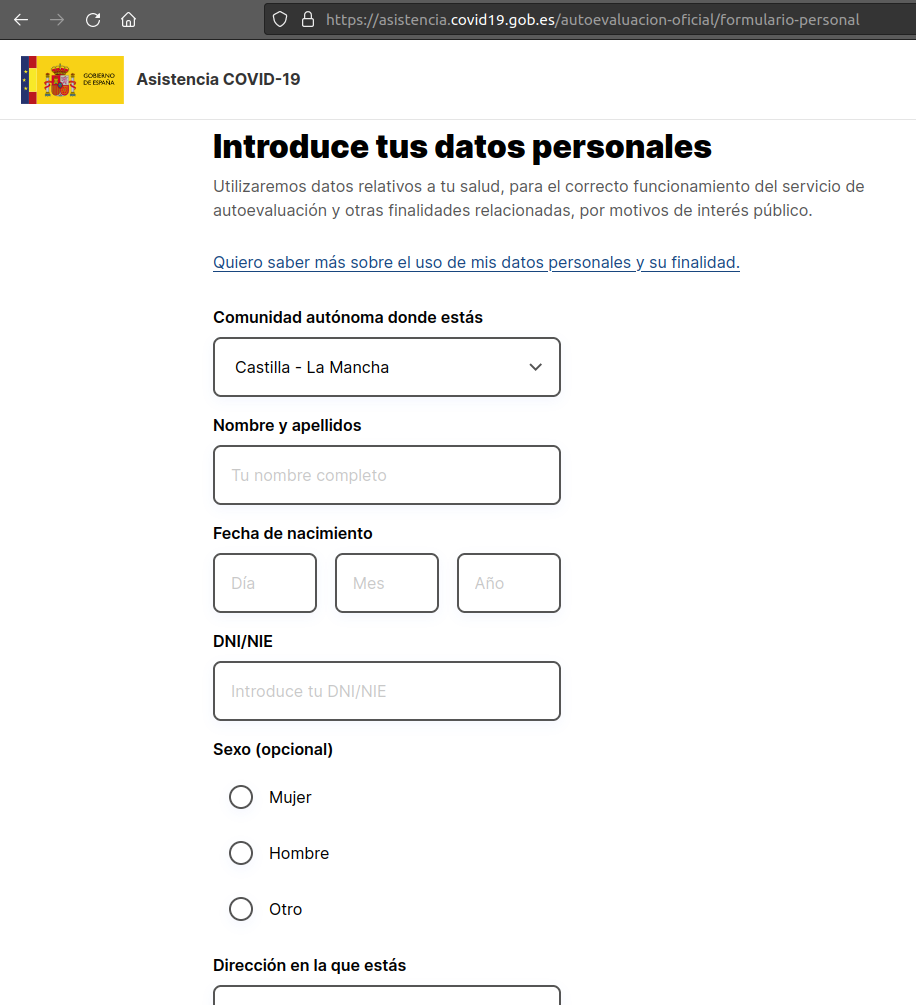 https://asistencia.covid19.gob.es/autoevaluacion-oficial/formulario-personal
GOBIERNO
DE ESPAÑA
Asistencia COVID-19
Introduce tus datos personales
Utilizaremos datos relativos a tu salud, para el correcto funcionamiento del servicio de
autoevaluación y otras finalidades relacionadas, por motivos de interés público.
Quiero saber más sobre el uso de mis datos personales y su finalidad.
Comunidad autónoma donde estás
Castilla - La Mancha
Nombre y apellidos
Tu nombre completo
Fecha de nacimiento
Día Mes Año
DNI/NIE
Introduce tu DNI/NIE
Sexo (opcional)
Mujer
Hombre
Otro
Dirección en la que estás